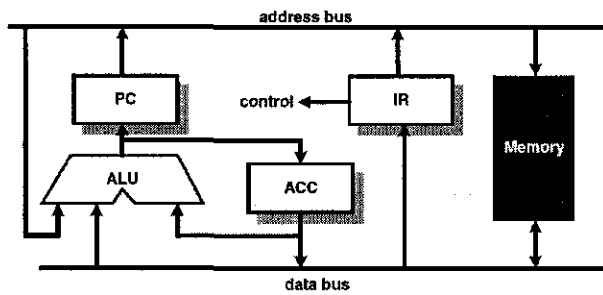 address bus
PC
control
IR
Memory
ALU
ACC
data bus